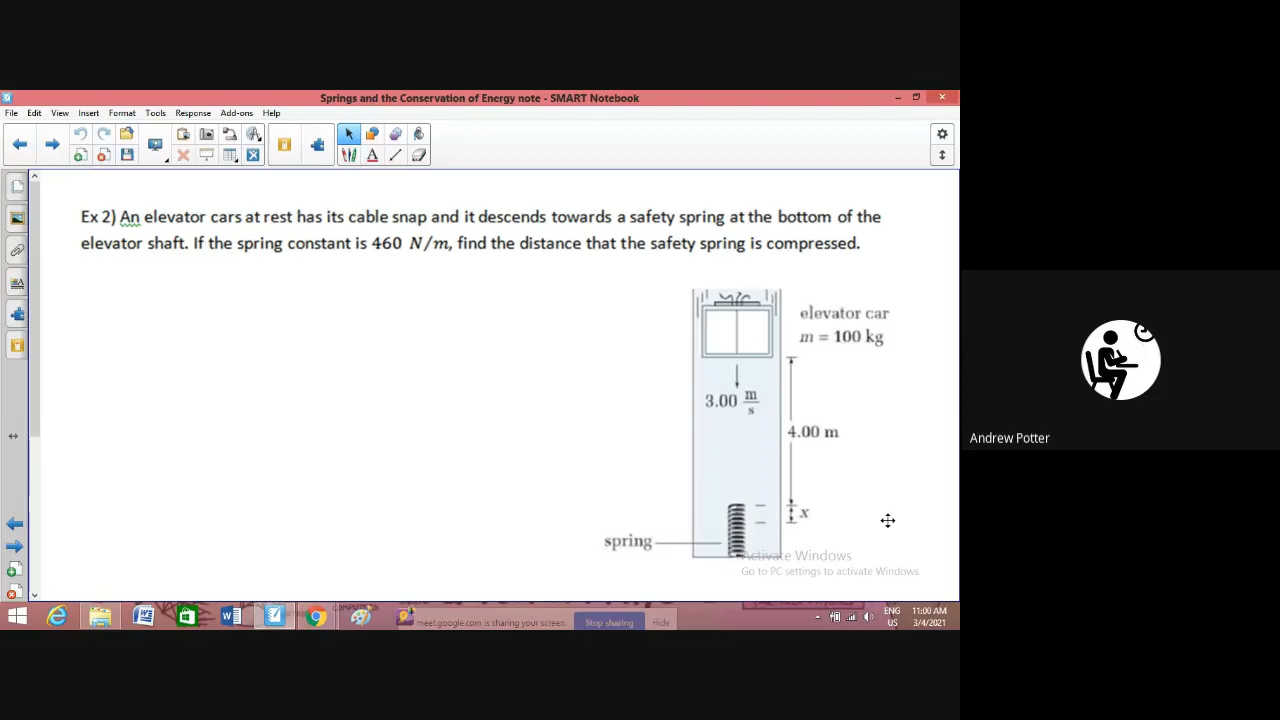 Springs and the Conservation of Energy note - SMART Notebook
File Edit View Insert Format Tools Response Add-ons Help
Ex 2) An elevator cars at rest has its cable snap and it descends towards a safety spring at the bottom of the
elevator shaft. If the spring constant is 460 N/m, find the distance that the safety spring is compressed.
elevator car
m = 100 kg
3.00 m/s
4.00 m
x
spring
Activate Windows
Go to PC settings to activate Windows.
Andrew Potter
meet.google.com is sharing your screen.
Stop sharing
Hide
ENG
US
11:00 AM
3/4/2021